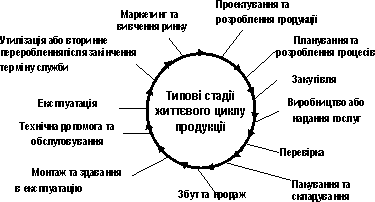 Маркетинг та
вивчення ринку
Проектування та
розроблення продукції
Планування та
розроблення процесів
Закупівля
Виробництво або
надання послуг
Перевірка
Пакування та
складування
Збут та продаж
Монтаж та здавання
в експуатацію
Технічна допомога та
обслуговування
Експуатація
Утилізація або вторинне
перероблення після закінчення
терміну служби
Типові стадії
життєвого циклу
продукції